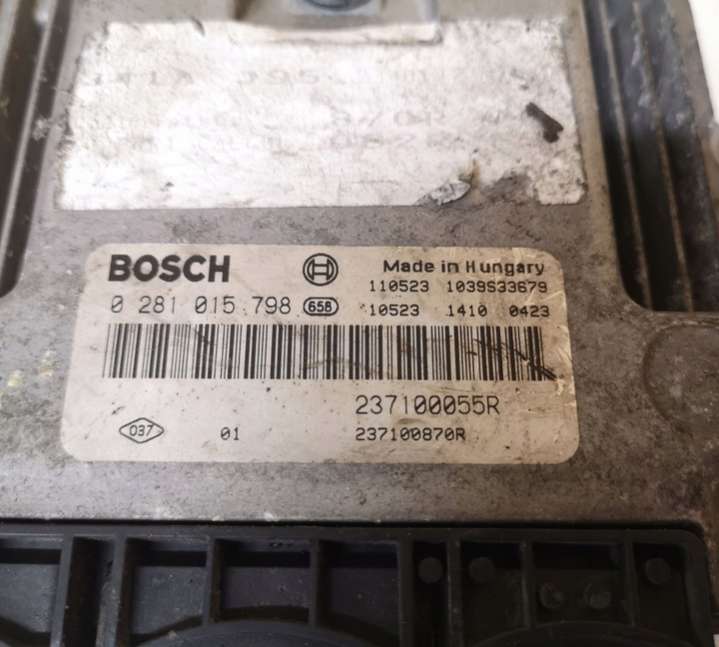 BOSCH Made in Hungary
110523 1039S33679
0 281 015 798 658 10523 1410 0423
237100055R
037 01 237100870R